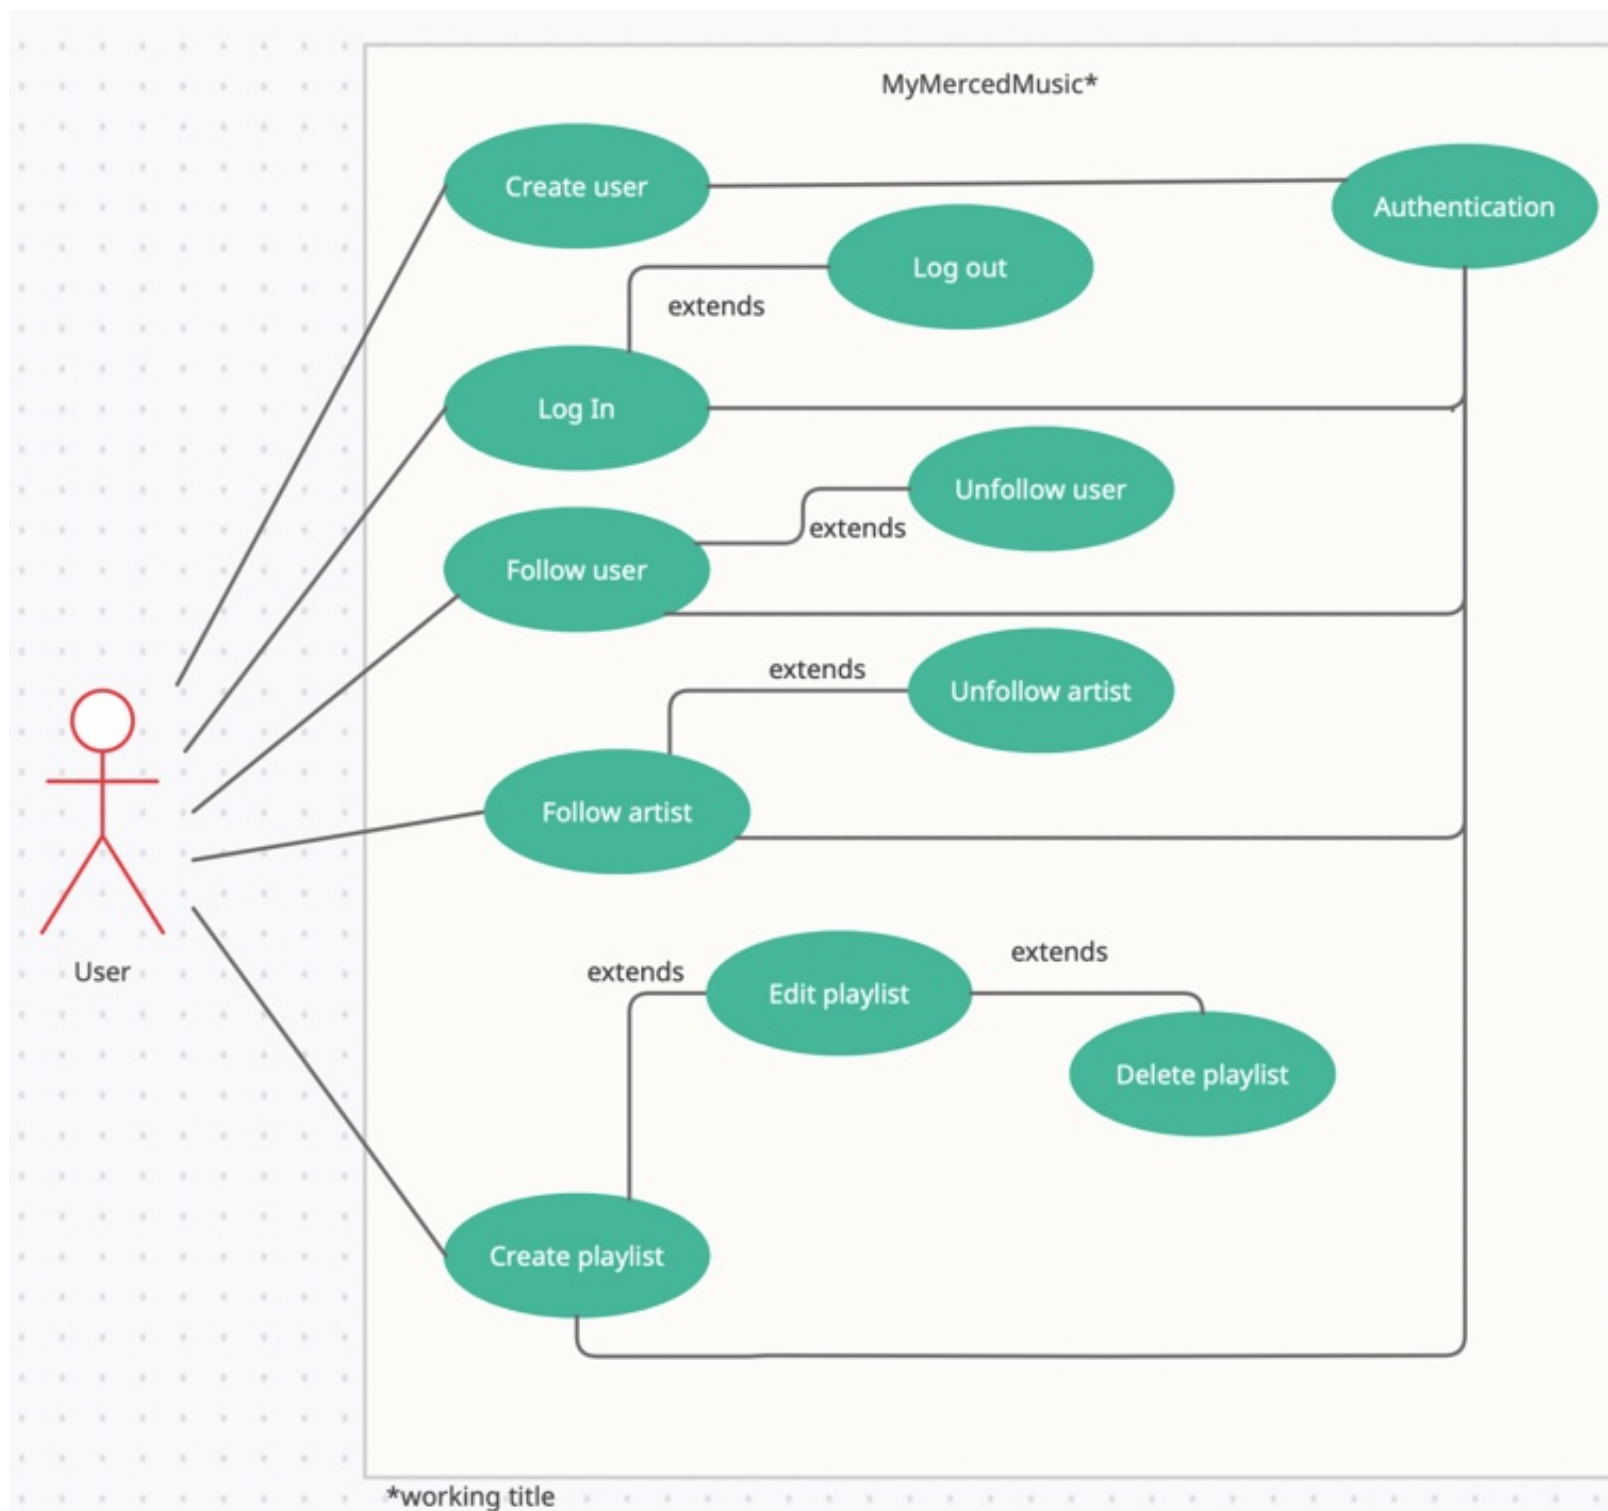 MyMercedMusic*
Create user
Authentication
Log out
extends
Log In
Unfollow user
extends
Follow user
extends
Unfollow artist
Follow artist
User
extends
Edit playlist
extends
Delete playlist
Create playlist
*working title